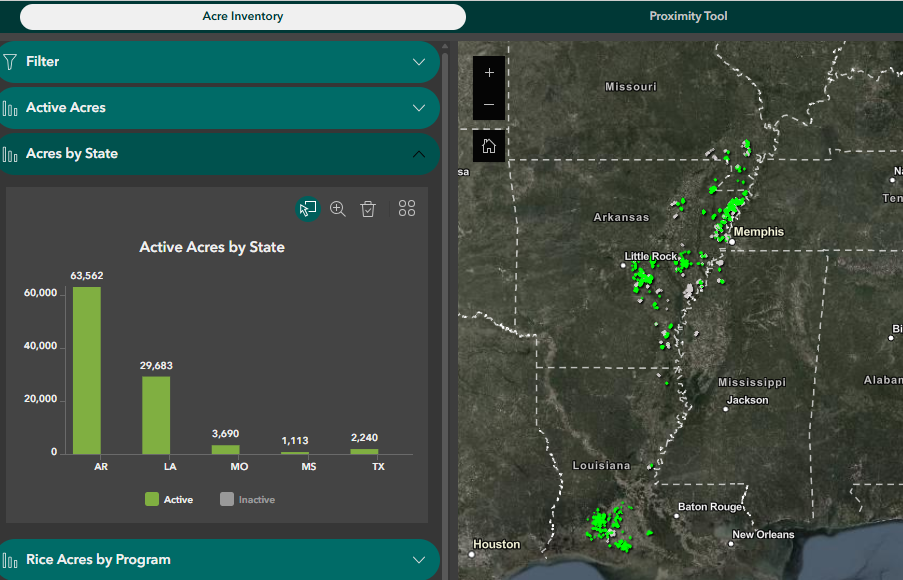 Acre Inventory
Proximity Tool
Filter
Active Acres
Acres by State
Active Acres by State
63,562
60,000
40,000
29,683
20,000
3,690
1,113
2,240
0
AR LA MO MS TX
Active Inactive
Rice Acres by Program
+
−
Missouri
sa
Na
Ten
Arkansas
Memphis
Little Rock
Bi
Mississippi
Alabam
Jackson
Louisiana
Baton Rouge
New Orleans
Houston